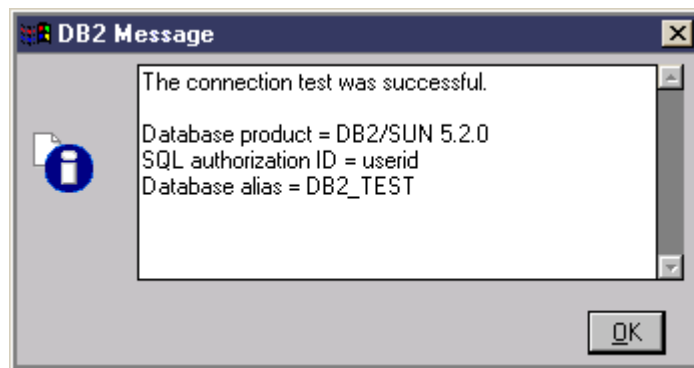 DB2 Message
The connection test was successful.
Database product = DB2/SUN 5.2.0
SQL authorization ID = userid
Database alias = DB2_TEST
OK